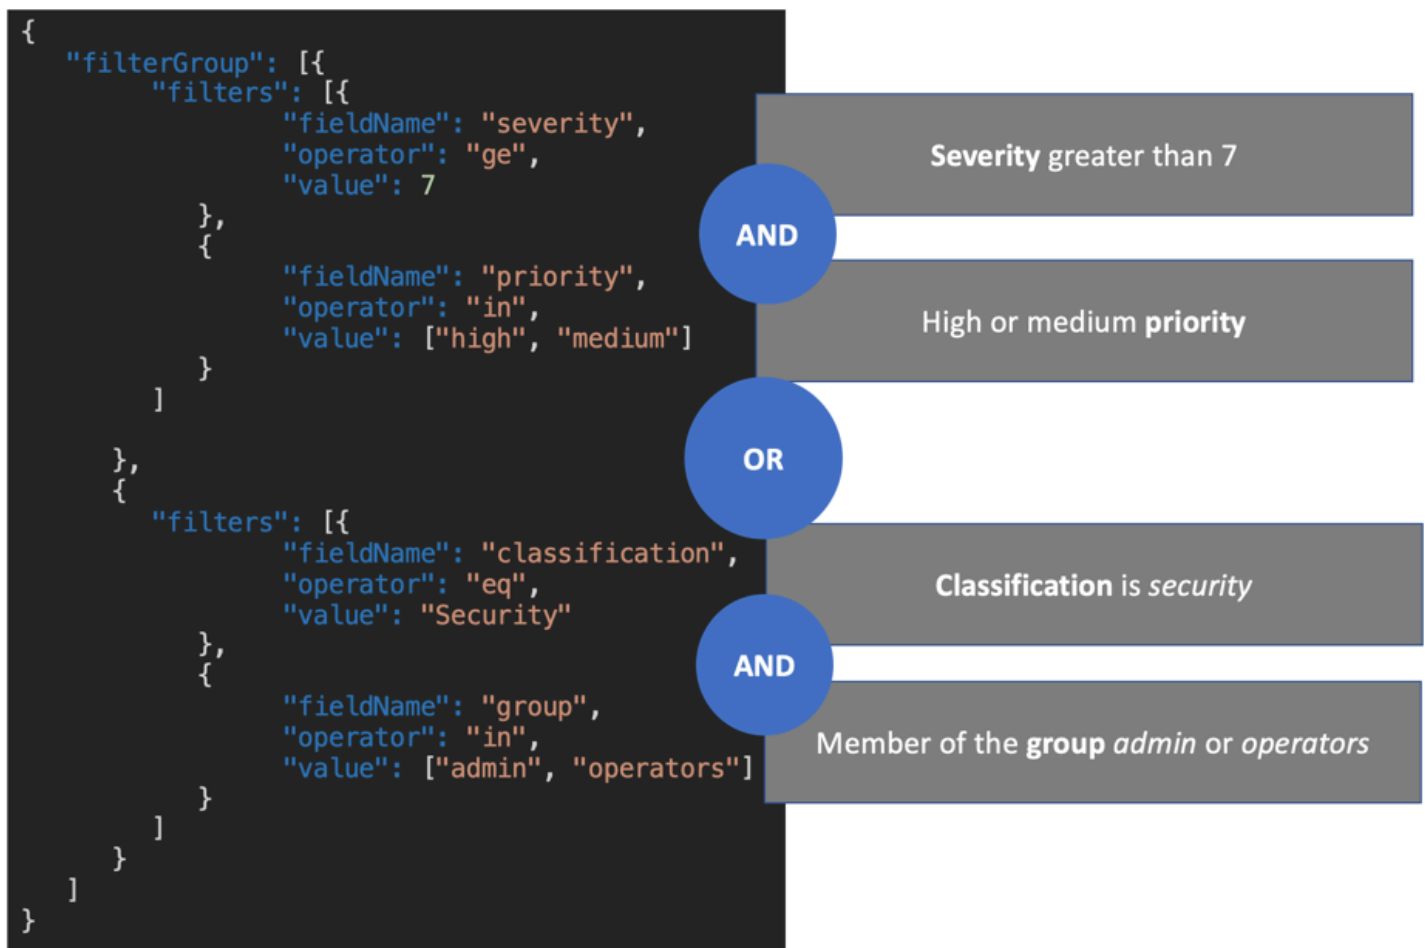 {
"filterGroup": [{
"filters": [{
"fieldName": "severity",
"operator": "ge",
"value": 7
},
{
"fieldName": "priority",
"operator": "in",
"value": ["high", "medium"]
}
]
},
{
"filters": [{
"fieldName": "classification",
"operator": "eq",
"value": "Security"
},
{
"fieldName": "group",
"operator": "in",
"value": ["admin", "operators"]
}
]
}
]
}
Severity greater than 7
AND
High or medium priority
OR
Classification is security
AND
Member of the group admin or operators